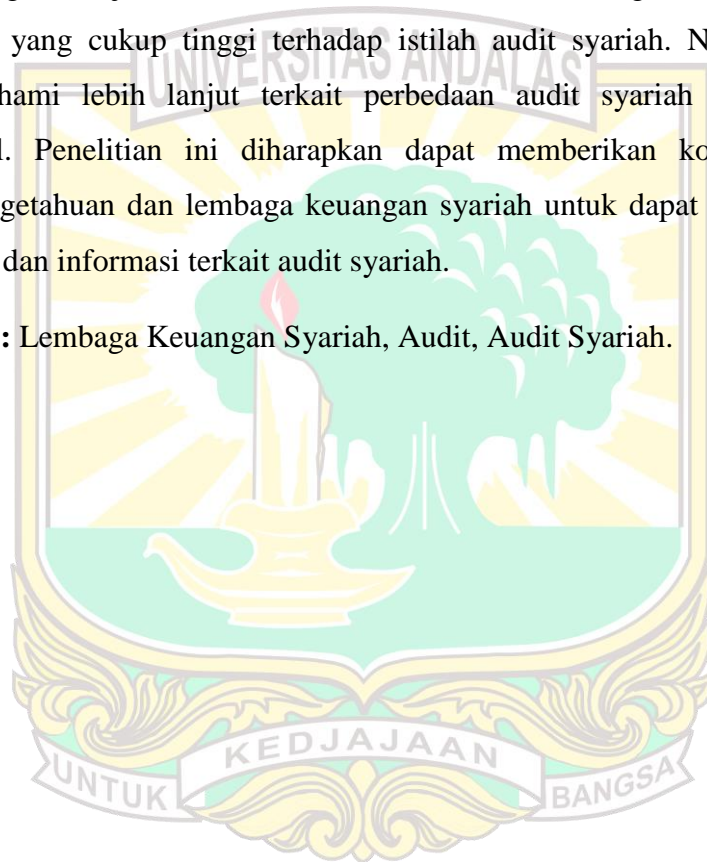 yang cukup tinggi terhadap istilah audit syariah. N
UNIVERSITAS ANDALAS
hami lebih lanjut terkait perbedaan audit syariah
l. Penelitian ini diharapkan dapat memberikan ko
getahuan dan lembaga keuangan syariah untuk dapat
dan informasi terkait audit syariah.
: Lembaga Keuangan Syariah, Audit, Audit Syariah.
UNTUK KEDJAJAAN BANGSA